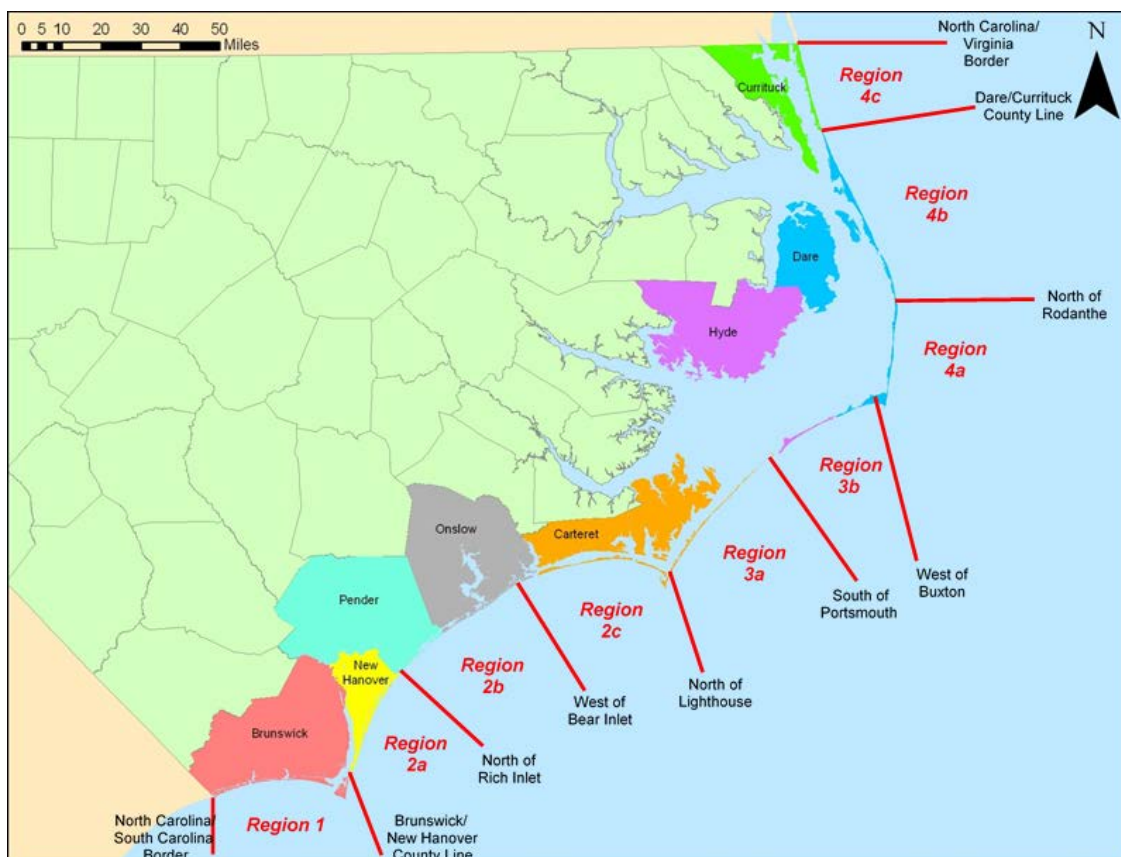 0 5 10 20 30 40 50
Miles
North Carolina/
Virginia
Border
N
Region
4c
Currituck
Dare/Currituck
County Line
Region
4b
Dare
North of
Rodanthe
Hyde
Region
4a
Region
3b
Onslow
Carteret
Region
3a
West of
Buxton
South of
Portsmouth
Pender
Region
2c
New
Hanover
Region
2b
North of
Lighthouse
West of
Bear Inlet
Brunswick
Region
2a
North of
Rich Inlet
North Carolina/
South Carolina
Border
Region 1
Brunswick/
New Hanover
County Line